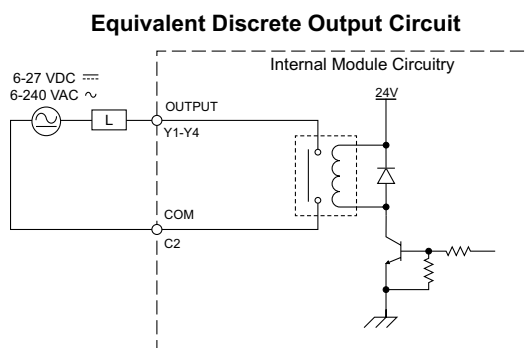 Equivalent Discrete Output Circuit
Internal Module Circuitry
6-27 VDC ⎓
6-240 VAC ∿
24V
OUTPUT
L
Y1-Y4
COM
C2